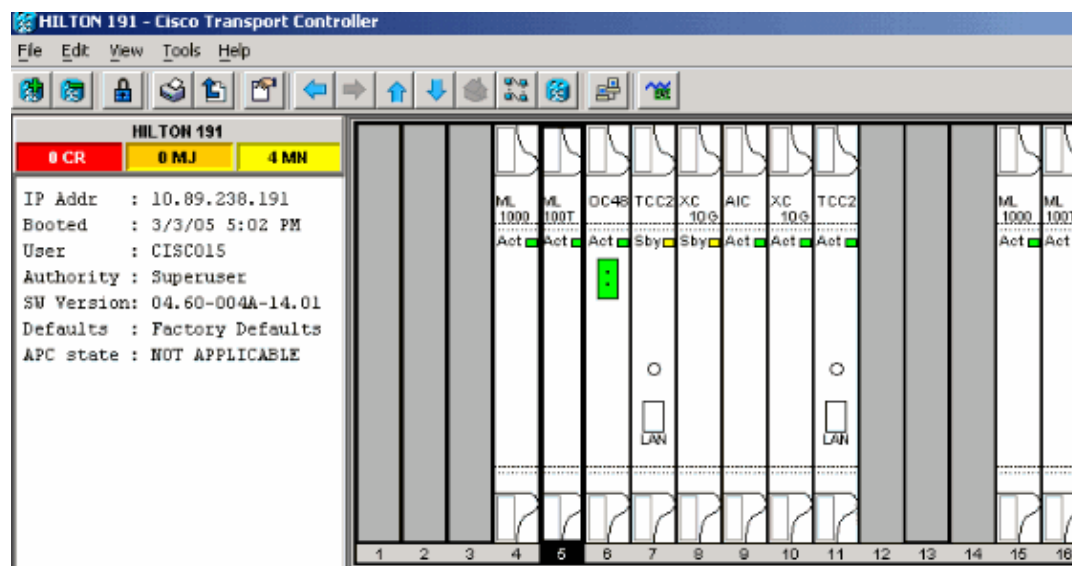 HILTON 191 - Cisco Transport Controller
File Edit View Tools Help
HILTON 191
0 CR 0 MJ 4 MN
IP Addr : 10.89.238.191
Booted : 3/3/05 5:02 PM
User : CISCO15
Authority : Superuser
SW Version: 04.60-004A-14.01
Defaults : Factory Defaults
APC state : NOT APPLICABLE
ML 1000
ML 100T
OC48
TCC2
XC 10G
AIC
XC 10G
TCC2
ML 1000
ML 100T
Act Act Act Sby Sby Act Act Act Act Act
LAN LAN
1 2 3 4 5 6 7 8 9 10 11 12 13 14 15 16